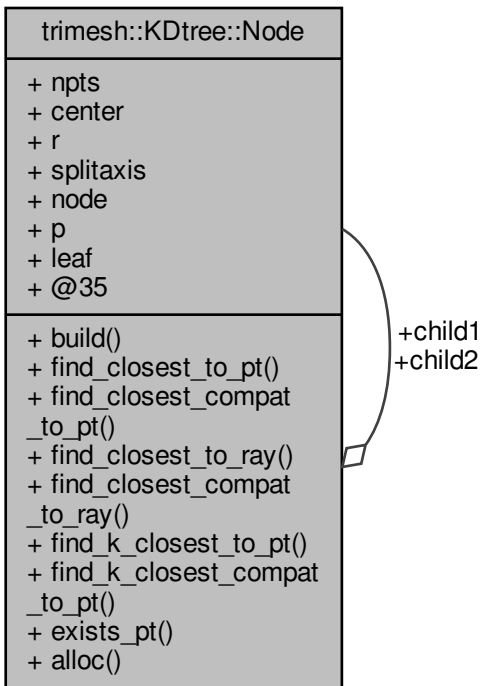 trimesh::KDtree::Node
+ npts
+ center
+ r
+ splitaxis
+ node
+ p
+ leaf
+ @35
+ build()
+ find_closest_to_pt()
+ find_closest_compat
_to_pt()
+ find_closest_to_ray()
+ find_closest_compat
_to_ray()
+ find_k_closest_to_pt()
+ find_k_closest_compat
_to_pt()
+ exists_pt()
+ alloc()
+child1
+child2